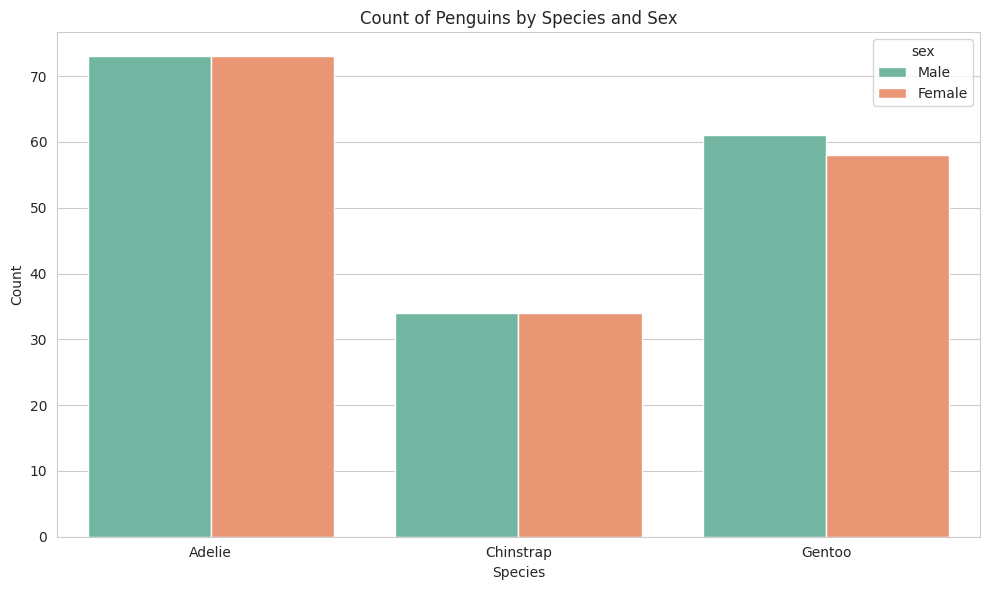 Count of Penguins by Species and Sex
sex
Male
Female
Count
70
60
50
40
30
20
10
0
Adelie
Chinstrap
Gentoo
Species